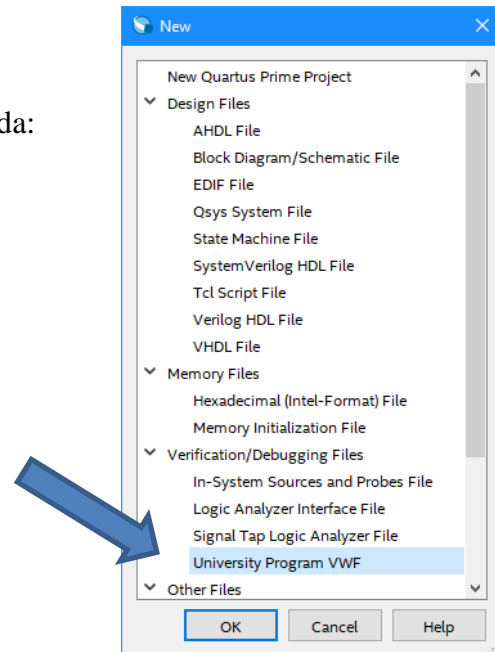 New
da:
New Quartus Prime Project
Design Files
AHDL File
Block Diagram/Schematic File
EDIF File
Qsys System File
State Machine File
SystemVerilog HDL File
Tcl Script File
Verilog HDL File
VHDL File
Memory Files
Hexadecimal (Intel-Format) File
Memory Initialization File
Verification/Debugging Files
In-System Sources and Probes File
Logic Analyzer Interface File
Signal Tap Logic Analyzer File
University Program VWF
Other Files
OK Cancel Help